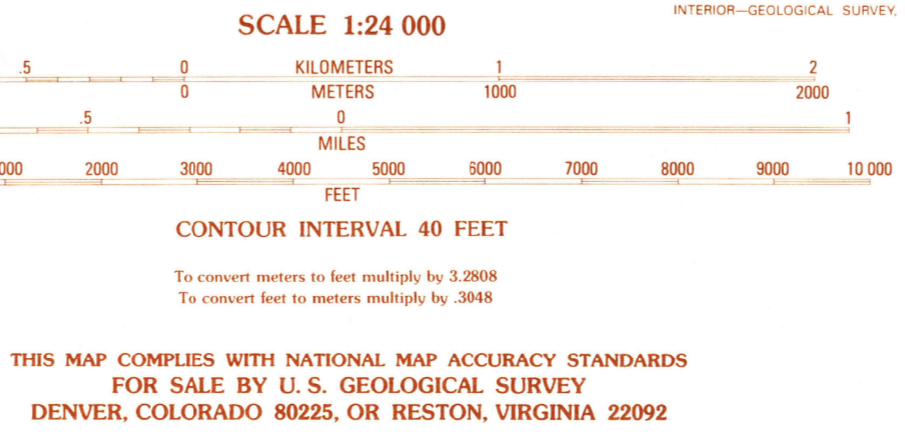 INTERIOR—GEOLOGICAL SURVEY,
SCALE 1:24 000
.5 0 KILOMETERS 1 2
0 METERS 1000 2000
.5 0 1
MILES
000 2000 3000 4000 5000 6000 7000 8000 9000 10 000
FEET
CONTOUR INTERVAL 40 FEET
To convert meters to feet multiply by 3.2808
To convert feet to meters multiply by .3048
THIS MAP COMPLIES WITH NATIONAL MAP ACCURACY STANDARDS
FOR SALE BY U. S. GEOLOGICAL SURVEY
DENVER, COLORADO 80225, OR RESTON, VIRGINIA 22092